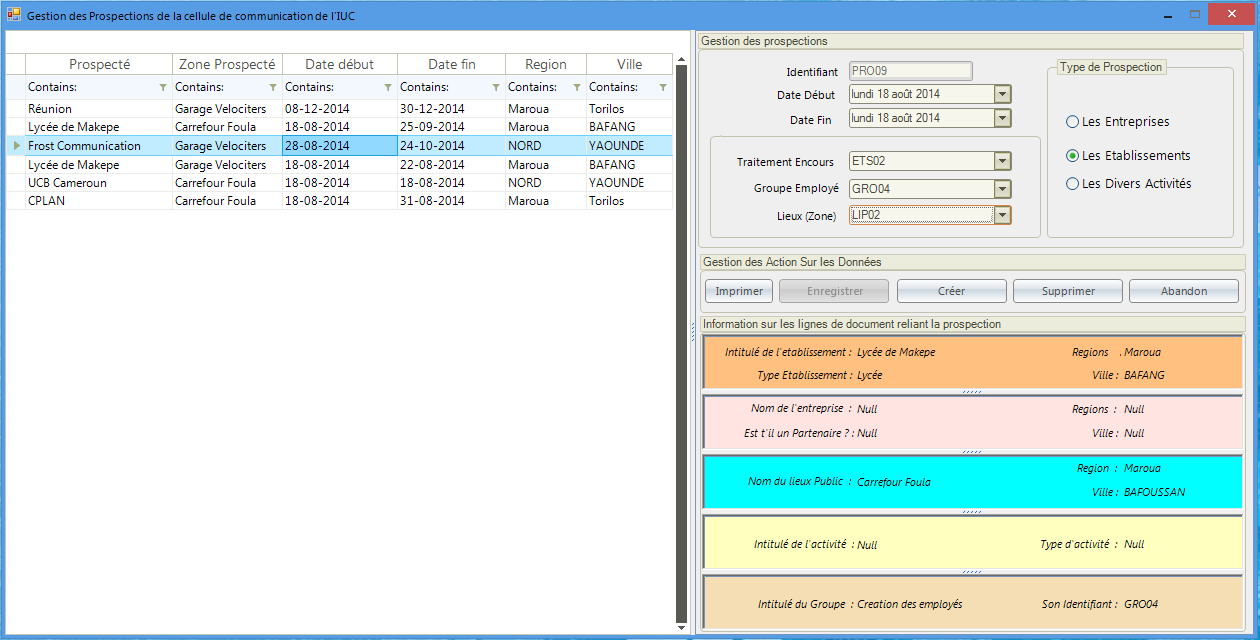 Gestion des Prospections de la cellule de communication de l'IUC
Prospecté Zone Prospecté Date début Date fin Region Ville
Contains: Contains: Contains: Contains: Contains: Contains:
Réunion Garage Velociters 08-12-2014 30-12-2014 Maroua Torilos
Lycée de Makepe Carrefour Foula 18-08-2014 25-09-2014 Maroua BAFANG
Frost Communication Garage Velociters 28-08-2014 24-10-2014 NORD YAOUNDE
Lycée de Makepe Garage Velociters 18-08-2014 22-08-2014 Maroua BAFANG
UCB Cameroun Carrefour Foula 18-08-2014 18-08-2014 NORD YAOUNDE
CPLAN Carrefour Foula 18-08-2014 31-08-2014 Maroua Torilos
Gestion des prospections
Identifiant PRO09
Date Début lundi 18 août 2014
Date Fin lundi 18 août 2014
Traitement Encours ETS02
Groupe Employé GRO04
Lieux (Zone) LIP02
Type de Prospection
Les Entreprises
Les Etablissements
Les Divers Activités
Gestion des Action Sur les Données
Imprimer Enregistrer Créer Supprimer Abandon
Information sur les lignes de document reliant la prospection
Intitulé de l'etablissement : Lycée de Makepe Regions . Maroua
Type Etablissement : Lycée Ville : BAFANG
Nom de l'entreprise : Null Regions : Null
Est t'il un Partenaire ? : Null Ville : Null
Region : Maroua
Nom du lieux Public : Carrefour Foula
Ville : BAFOUSSAN
Intitulé de l'activité : Null Type d'activité : Null
Intitulé du Groupe : Creation des employés Son Identifiant : GRO04